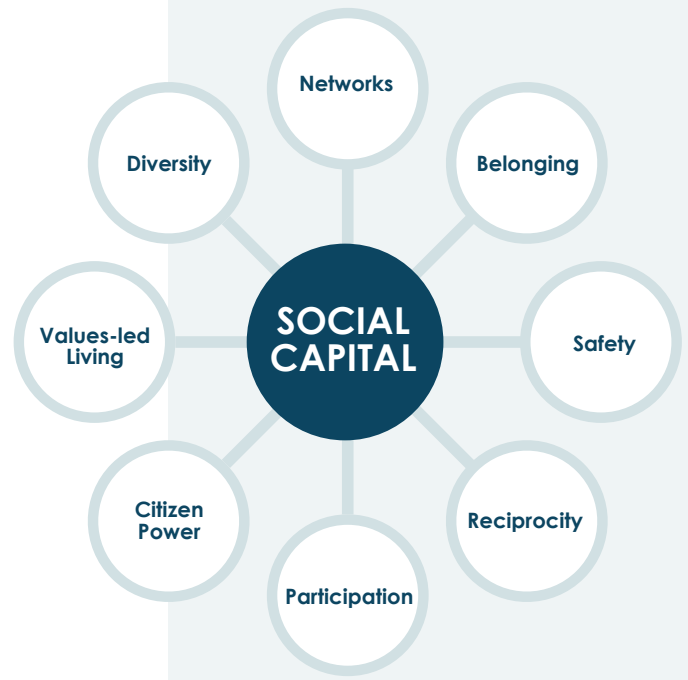 Networks
Diversity
Belonging
SOCIAL
CAPITAL
Values-led
Living
Safety
Citizen
Power
Reciprocity
Participation